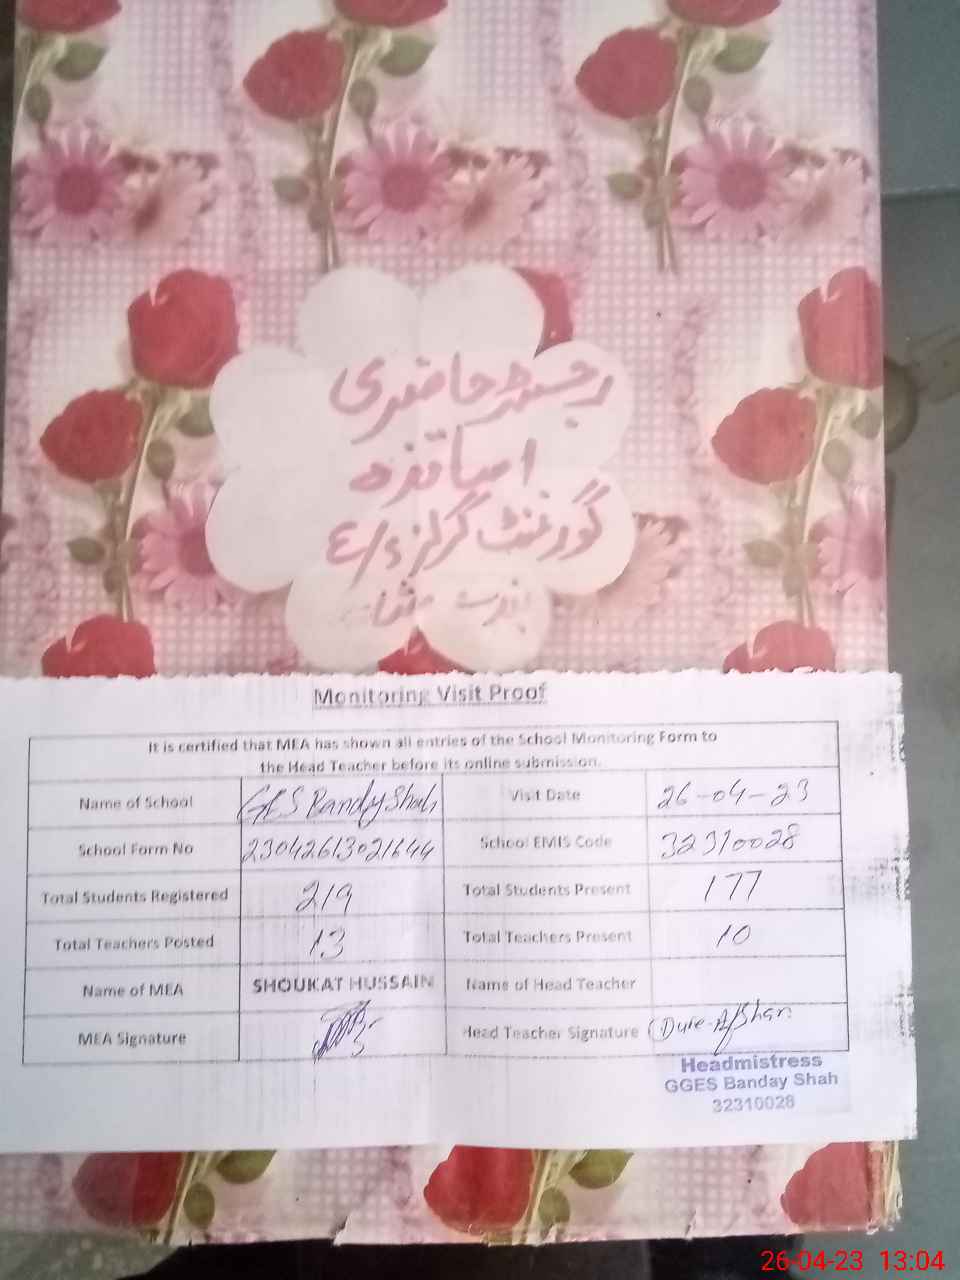 رجسٹر حاضری
اساتذہ
گورنمنٹ گرلز ء/ع
Monitoring Visit Proof
It is certified that MEA has shown all entries of the School Monitoring Form to
the Head Teacher before its online submission.
Name of School GES Banday Shah Visit Date 26-04-23
School Form No 23042613021644 School EMIS Code 32310028
Total Students Registered 219 Total Students Present 177
Total Teachers Posted 13 Total Teachers Present 10
Name of MEA SHOUKAT HUSSAIN Name of Head Teacher
MEA Signature Head Teacher Signature Dure-Afshan
Headmistress
GGES Banday Shah
32310028
26-04-23 13:04